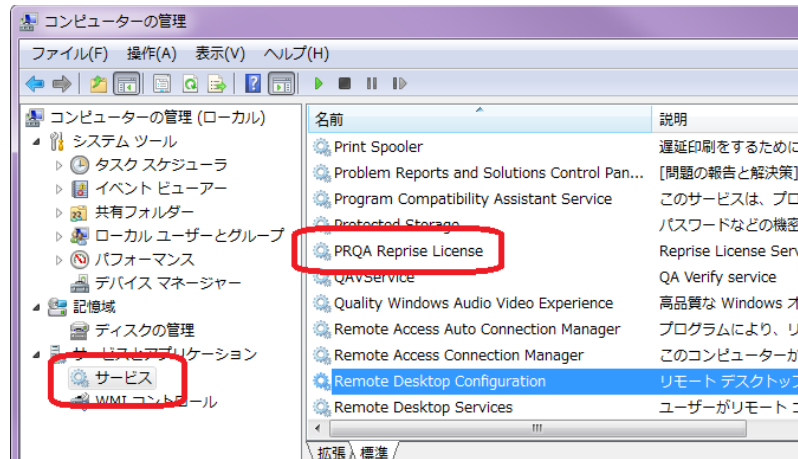 コンピューターの管理
ファイル(F) 操作(A) 表示(V) ヘルプ(H)
コンピューターの管理 (ローカル)
システム ツール
タスク スケジューラ
イベント ビューアー
共有フォルダー
ローカル ユーザーとグループ
パフォーマンス
デバイス マネージャー
記憶域
ディスクの管理
サービスとアプリケーション
サービス
WMI コントロール
名前 説明
Print Spooler 遅延印刷をするために
Problem Reports and Solutions Control Pan... [問題の報告と解決策]
Program Compatibility Assistant Service このサービスは、プロ
Protected Storage パスワードなどの機密
PRQA Reprise License Reprise License Serv
QAVService QA Verify service
Quality Windows Audio Video Experience 高品質な Windows オ
Remote Access Auto Connection Manager プログラムにより、リ
Remote Access Connection Manager このコンピューターが
Remote Desktop Configuration リモート デスクトップ
Remote Desktop Services ユーザーがリモート コ
拡張 標準